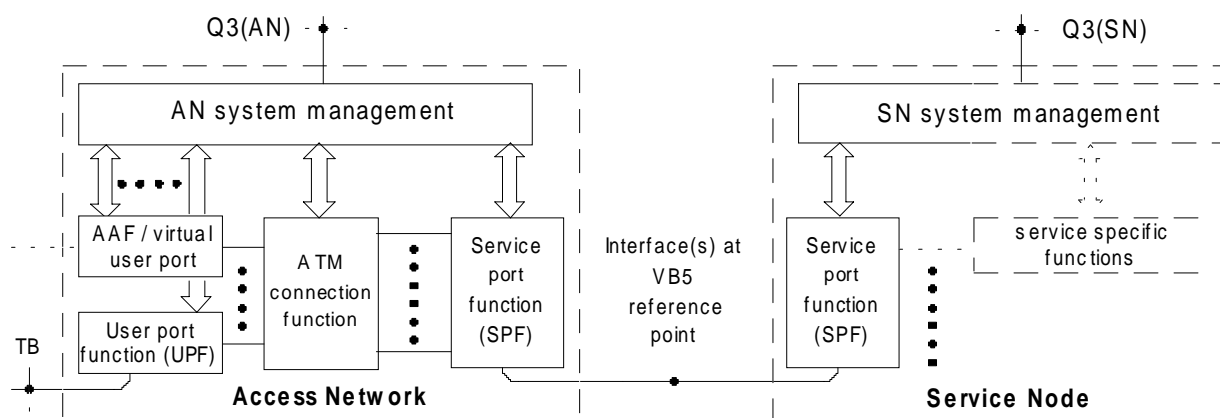 Q3(AN)
Q3(SN)
AN system management
SN system management
AAF / virtual
user port
ATM
connection
function
Service
port
function
(SPF)
Interface(s) at
VB5
reference
point
Service
port
function
(SPF)
service specific
functions
User port
function (UPF)
TB
Access Network
Service Node